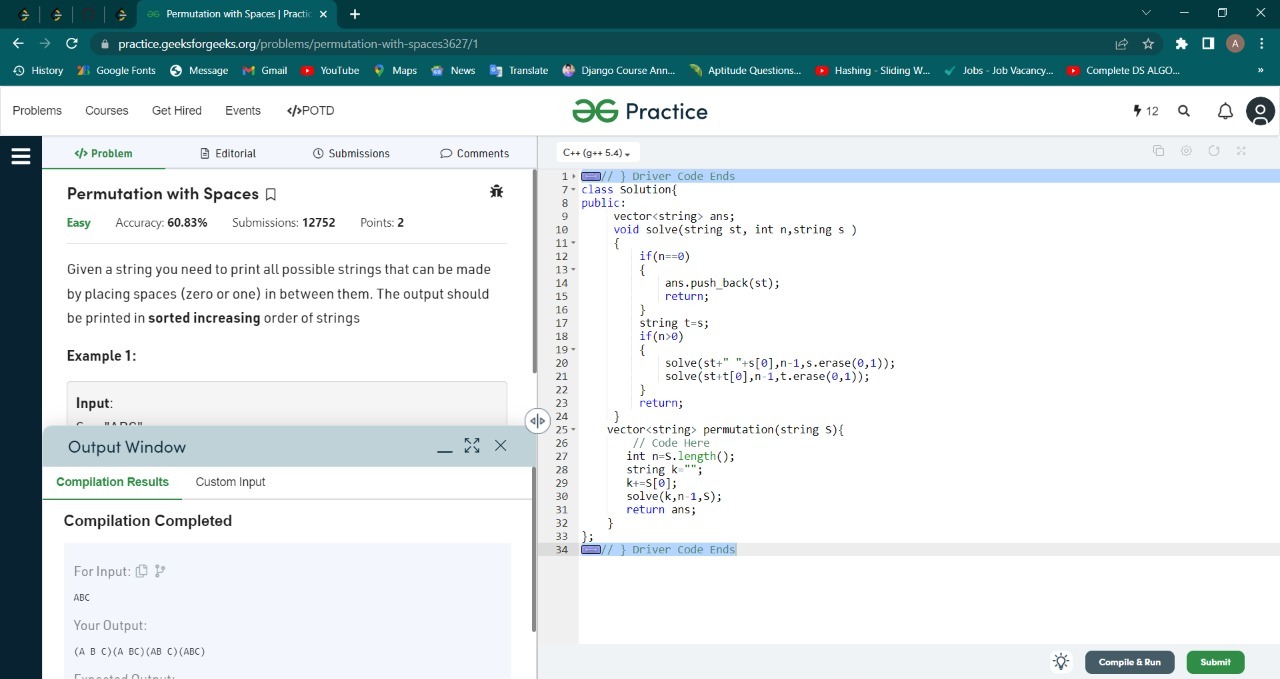 Permutation with Spaces | Practic
practice.geeksforgeeks.org/problems/permutation-with-spaces3627/1
A
History
Google Fonts
Message
Gmail
YouTube
Maps
News
Translate
Django Course Ann...
Aptitude Questions...
Hashing - Sliding W...
Jobs - Job Vacancy...
Complete DS ALGO...
»
Problems
Courses
Get Hired
Events
</>POTD
Practice
12
</> Problem
Editorial
Submissions
Comments
Permutation with Spaces
Easy
Accuracy: 60.83%
Submissions: 12752
Points: 2
Given a string you need to print all possible strings that can be made
by placing spaces (zero or one) in between them. The output should
be printed in sorted increasing order of strings
Example 1:
Input:
Output Window
Compilation Results
Custom Input
Compilation Completed
For Input:
ABC
Your Output:
(A B C)(A BC)(AB C)(ABC)
Expected Output:
C++ (g++ 5.4)
1 // } Driver Code Ends
7 class Solution{
8 public:
9 vector<string> ans;
10 void solve(string st, int n,string s )
11 {
12 if(n==0)
13 {
14 ans.push_back(st);
15 return;
16 }
17 string t=s;
18 if(n>0)
19 {
20 solve(st+" "+s[0],n-1,s.erase(0,1));
21 solve(st+t[0],n-1,t.erase(0,1));
22 }
23 return;
24 }
25 vector<string> permutation(string S){
26 // Code Here
27 int n=S.length();
28 string k="";
29 k+=S[0];
30 solve(k,n-1,S);
31 return ans;
32 }
33 };
34 // } Driver Code Ends
Compile & Run
Submit